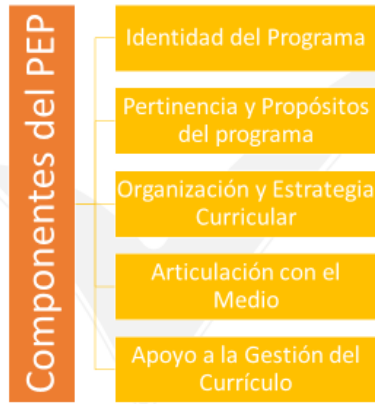 Componentes del PEP
Identidad del Programa
Pertinencia y Propósitos
del programa
Organización y Estrategia
Curricular
Articulación con el
Medio
Apoyo a la Gestión del
Currículo